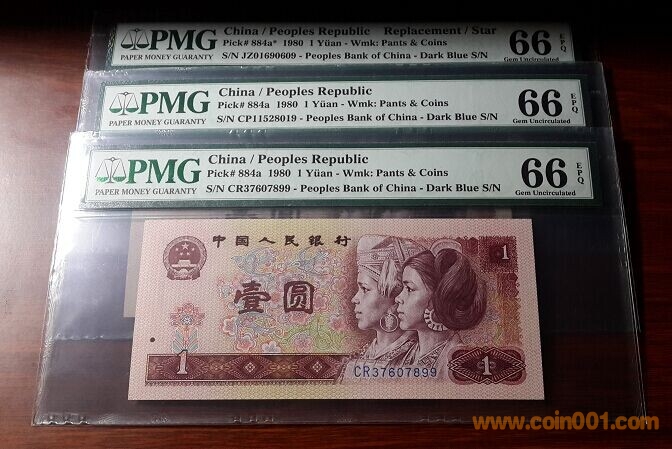 PMG
PAPER MONEY GUARANTY
China / Peoples Republic Replacement / Star
Pick# 884a* 1980 1 Yüan - Wmk: Pants & Coins
S/N JZ01690609 - Peoples Bank of China - Dark Blue S/N
66 EPQ
Gem Uncirculated
PMG
PAPER MONEY GUARANTY
China / Peoples Republic
Pick# 884a 1980 1 Yüan - Wmk: Pants & Coins
S/N CP11528019 - Peoples Bank of China - Dark Blue S/N
66 EPQ
Gem Uncirculated
PMG
PAPER MONEY GUARANTY
China / Peoples Republic
Pick# 884a 1980 1 Yüan - Wmk: Pants & Coins
S/N CR37607899 - Peoples Bank of China - Dark Blue S/N
66 EPQ
Gem Uncirculated
中国人民银行
1
壹圆
1
CR37607899
1
www.coin001.com